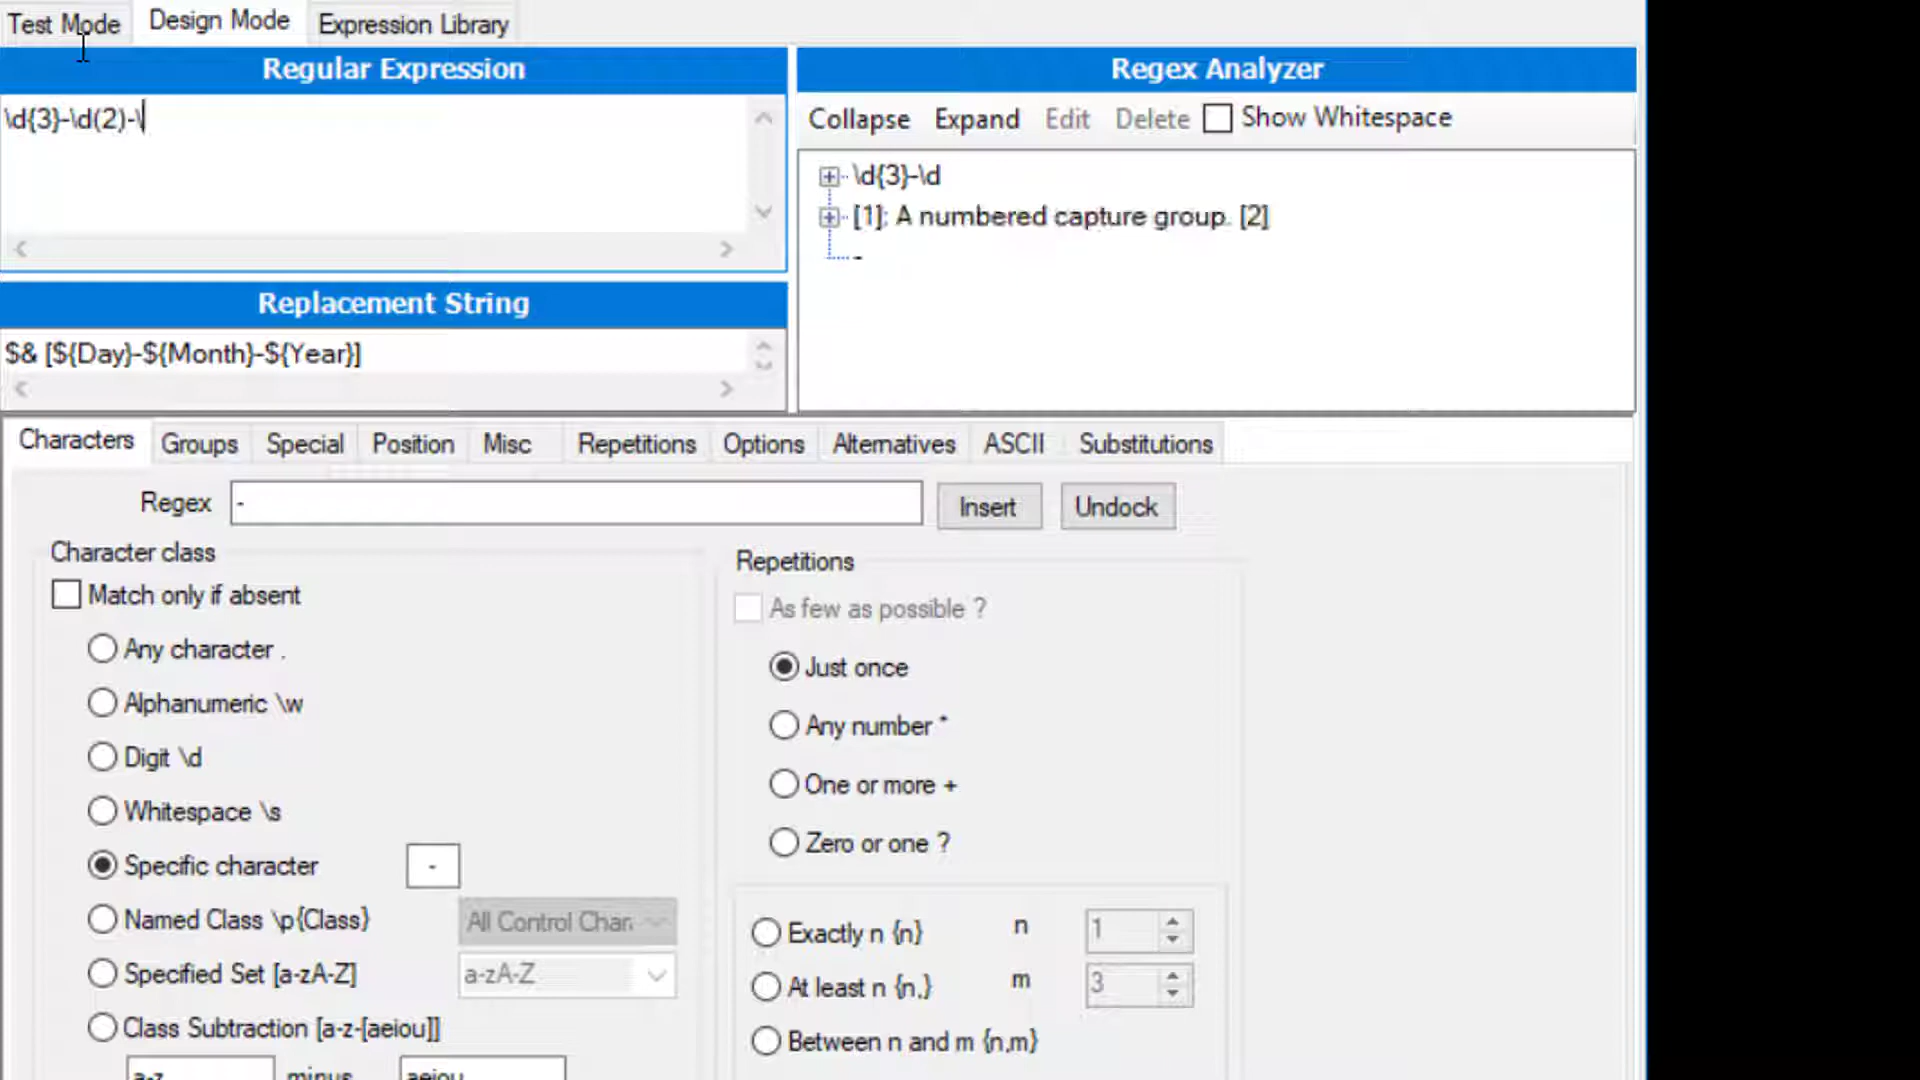 Test Mode Design Mode Expression Library
Regular Expression
\d{3}-\d(2)-\
Replacement String
$& [${Day}-${Month}-${Year}]
Regex Analyzer
Collapse Expand Edit Delete Show Whitespace
\d{3}-\d
[1]: A numbered capture group. [2]
-
Characters Groups Special Position Misc Repetitions Options Alternatives ASCII Substitutions
Regex - Insert Undock
Character class
Match only if absent
Any character .
Alphanumeric \w
Digit \d
Whitespace \s
Specific character -
Named Class \p{Class} All Control Char
Specified Set [a-zA-Z] a-zA-Z
Class Subtraction [a-z-[aeiou]]
a-z minus aeiou
Repetitions
As few as possible ?
Just once
Any number *
One or more +
Zero or one ?
Exactly n {n} n 1
At least n {n,} m 3
Between n and m {n,m}